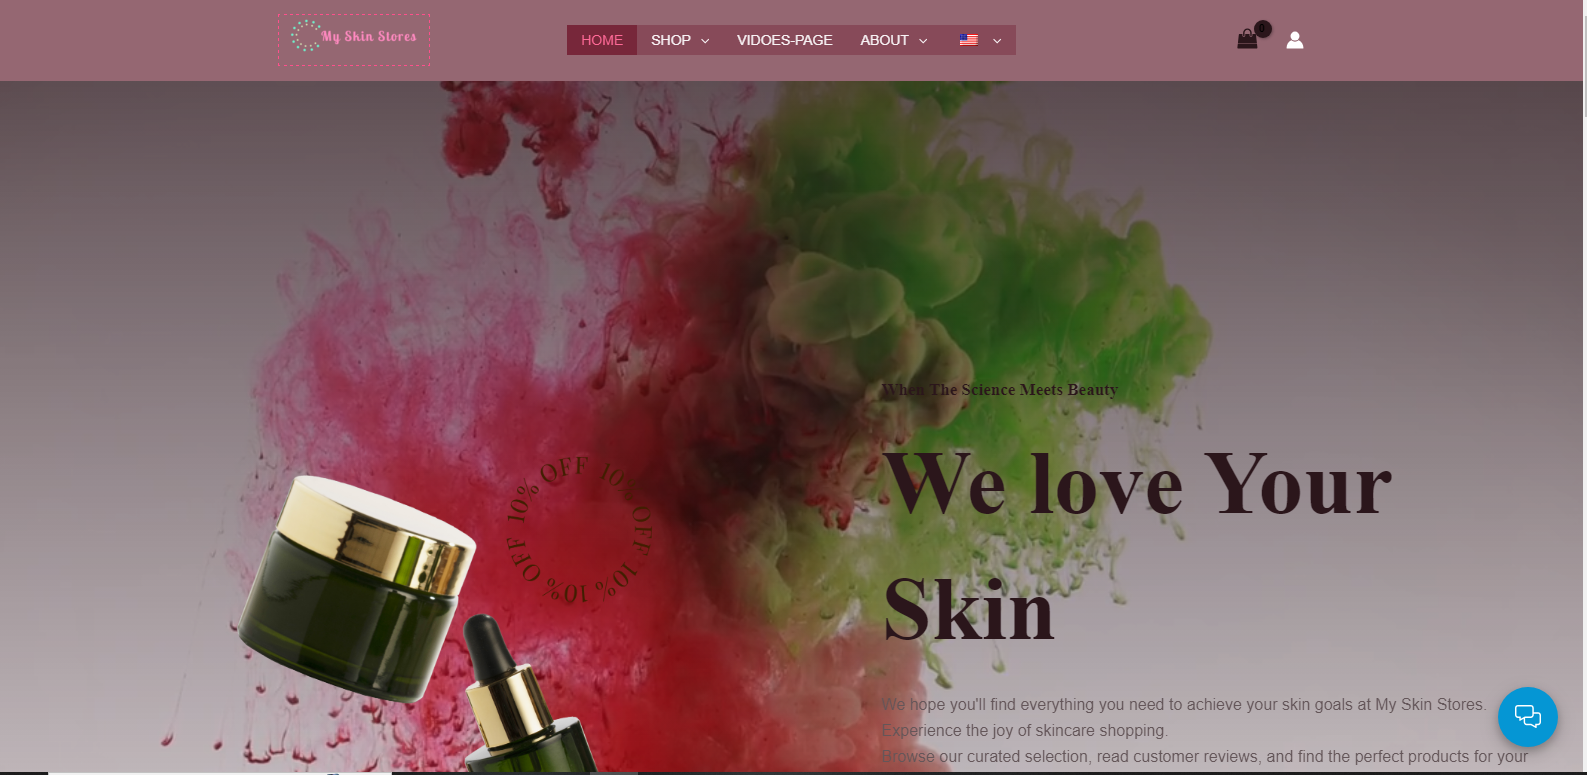 My Skin Stores
HOME
SHOP
VIDOES-PAGE
ABOUT
0
When The Science Meets Beauty
We love Your
Skin
10% OFF 10% OFF 10% 10% OFF
We hope you'll find everything you need to achieve your skin goals at My Skin Stores.
Experience the joy of skincare shopping.
Browse our curated selection, read customer reviews, and find the perfect products for your